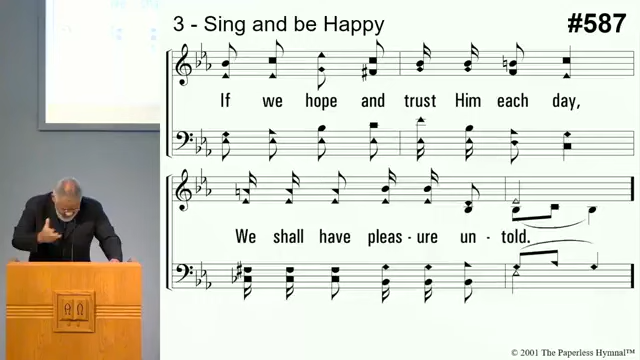 3 - Sing and be Happy
#587
If we hope and trust Him each day,
We shall have pleas - ure un - told.
© 2001 The Paperless Hymnal™